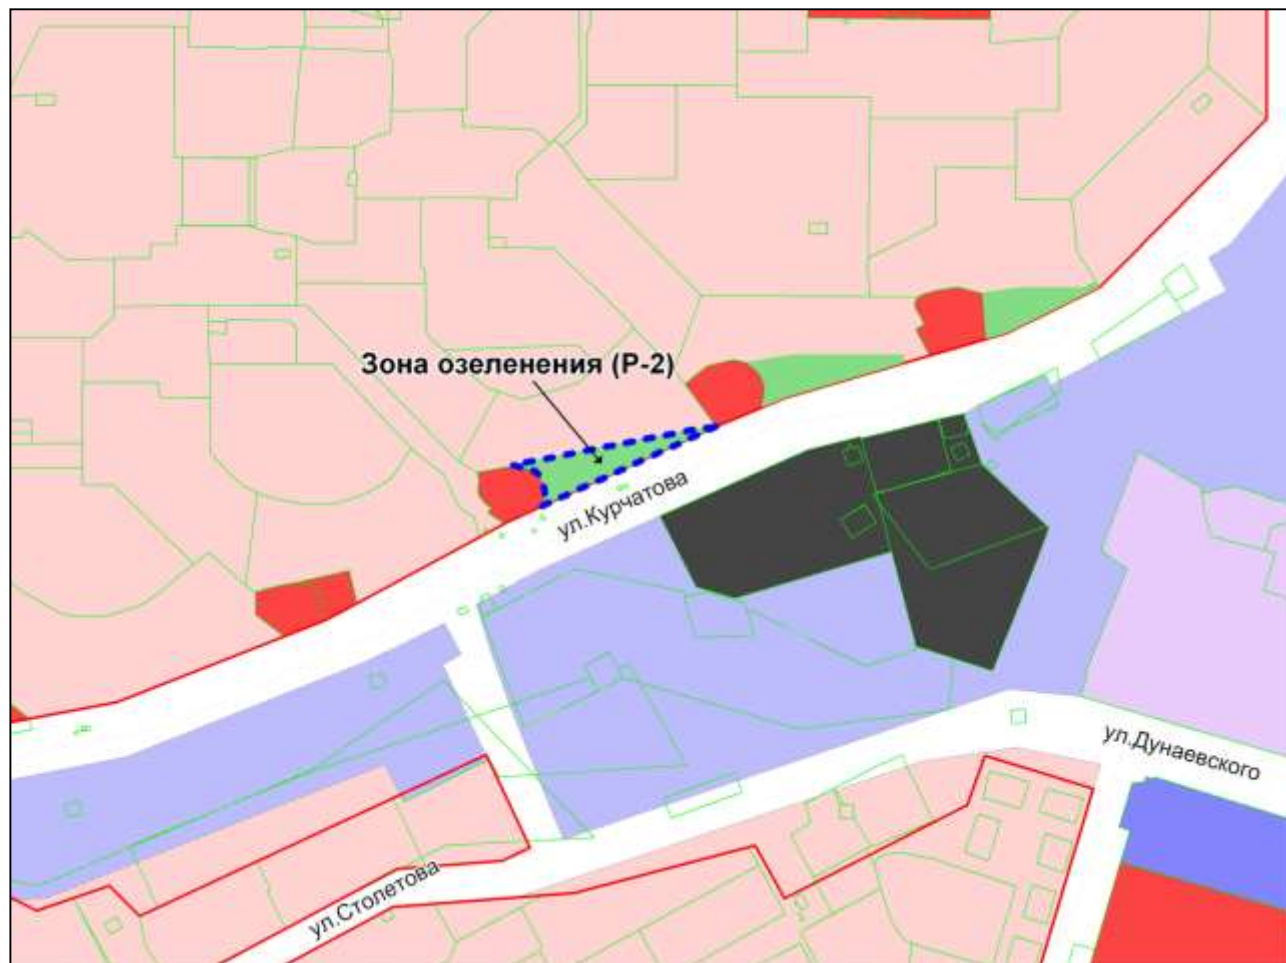 Зона озеленения (Р-2)
ул.Курчатова
ул.Дунаевского
ул.Столетова